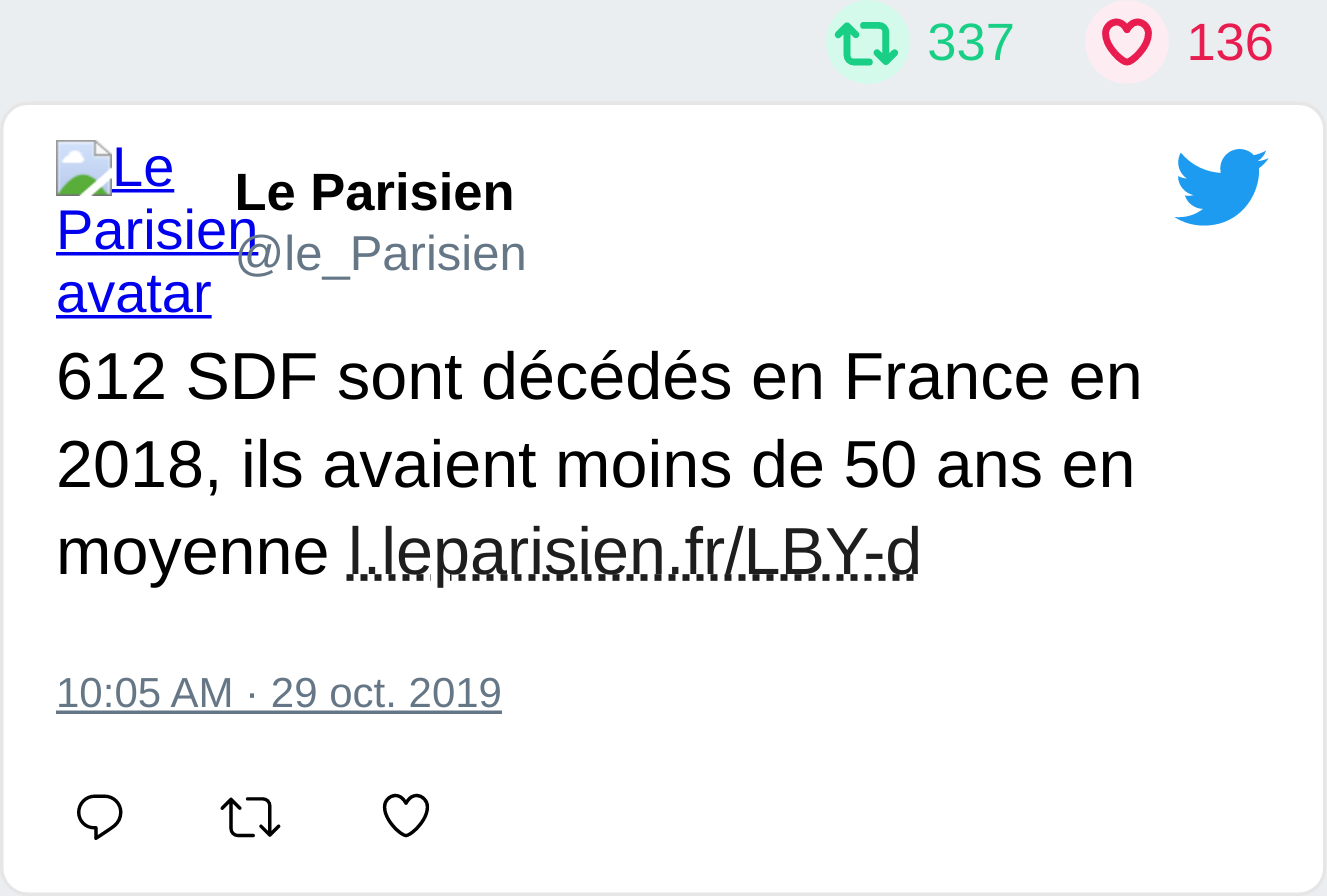 337 136
Le
Parisien
avatar
Le Parisien
@le_Parisien
612 SDF sont décédés en France en
2018, ils avaient moins de 50 ans en
moyenne l.leparisien.fr/LBY-d
10:05 AM · 29 oct. 2019